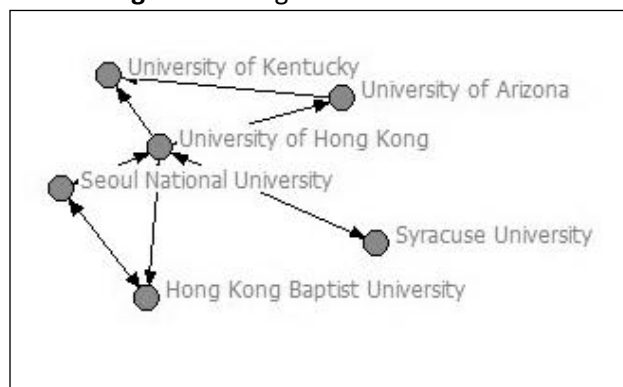 University of Kentucky
University of Arizona
University of Hong Kong
Seoul National University
Syracuse University
Hong Kong Baptist University